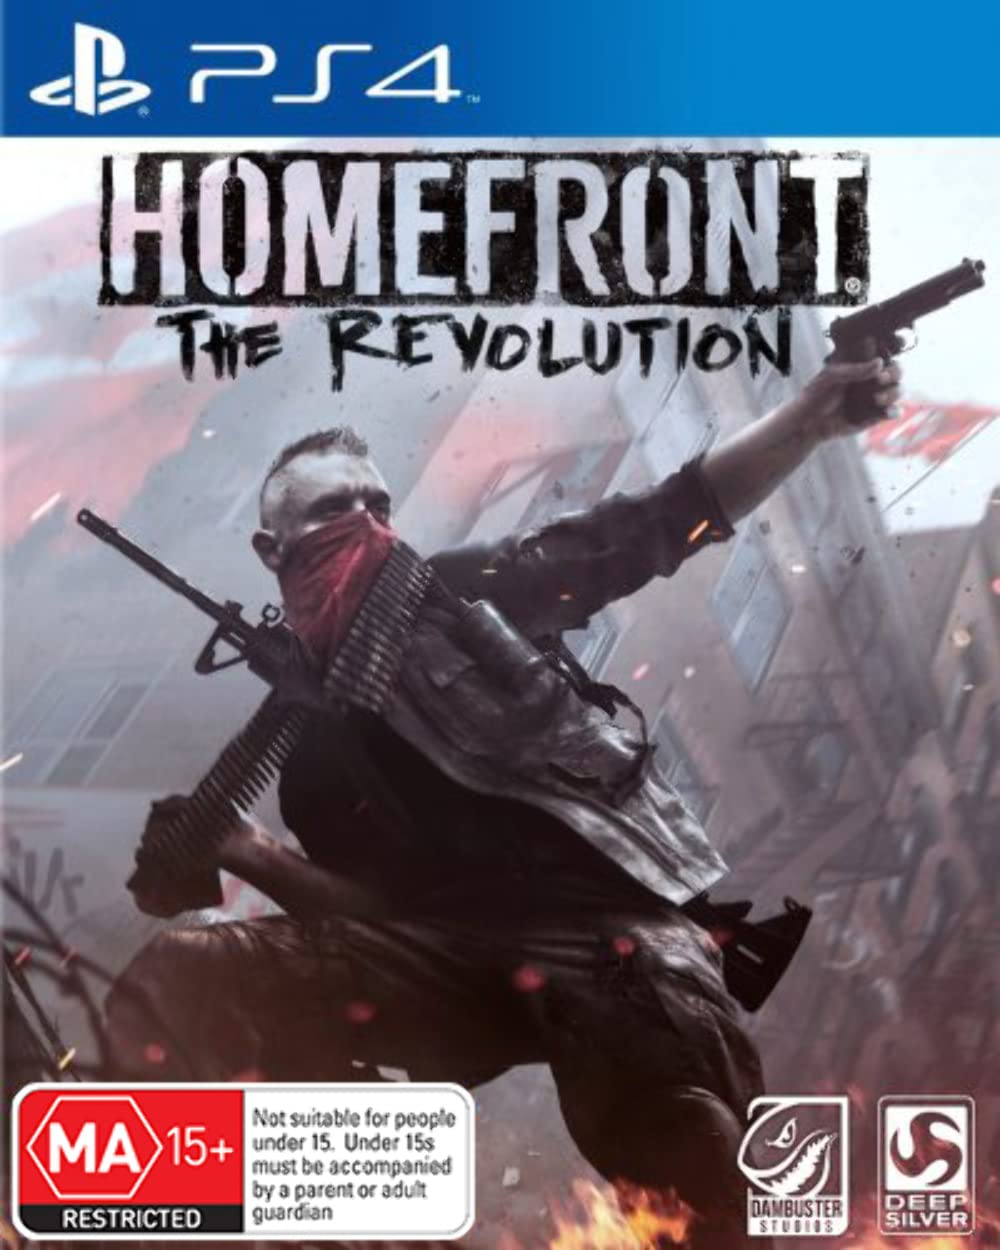 PS4™
HOMEFRONT®
THE REVOLUTION
MA 15+
RESTRICTED
Not suitable for people
under 15. Under 15s
must be accompanied
by a parent or adult
guardian
DAMBUSTER
STUDIOS
DEEP
SILVER